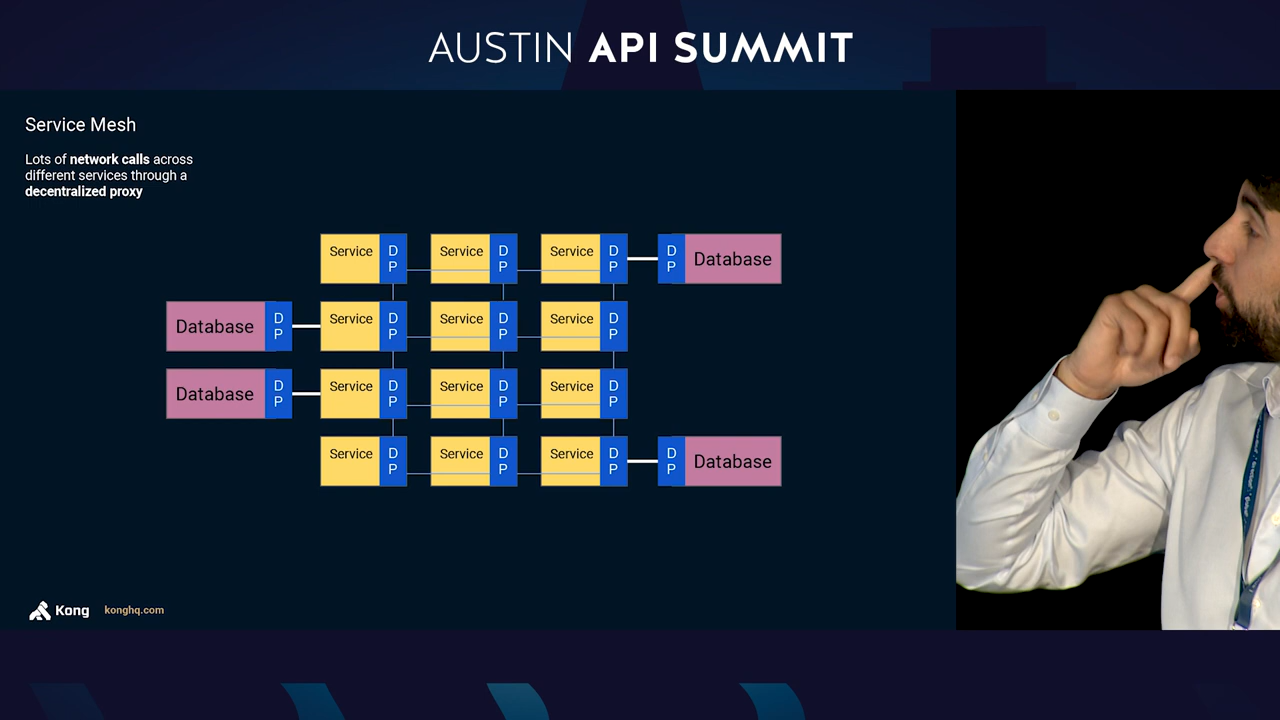 AUSTIN API SUMMIT
Service Mesh
Lots of network calls across
different services through a
decentralized proxy
Service D P Service D P Service D P D P Database
Database D P Service D P Service D P Service D P
Database D P Service D P Service D P Service D P
Service D P Service D P Service D P D P Database
Kong konghq.com